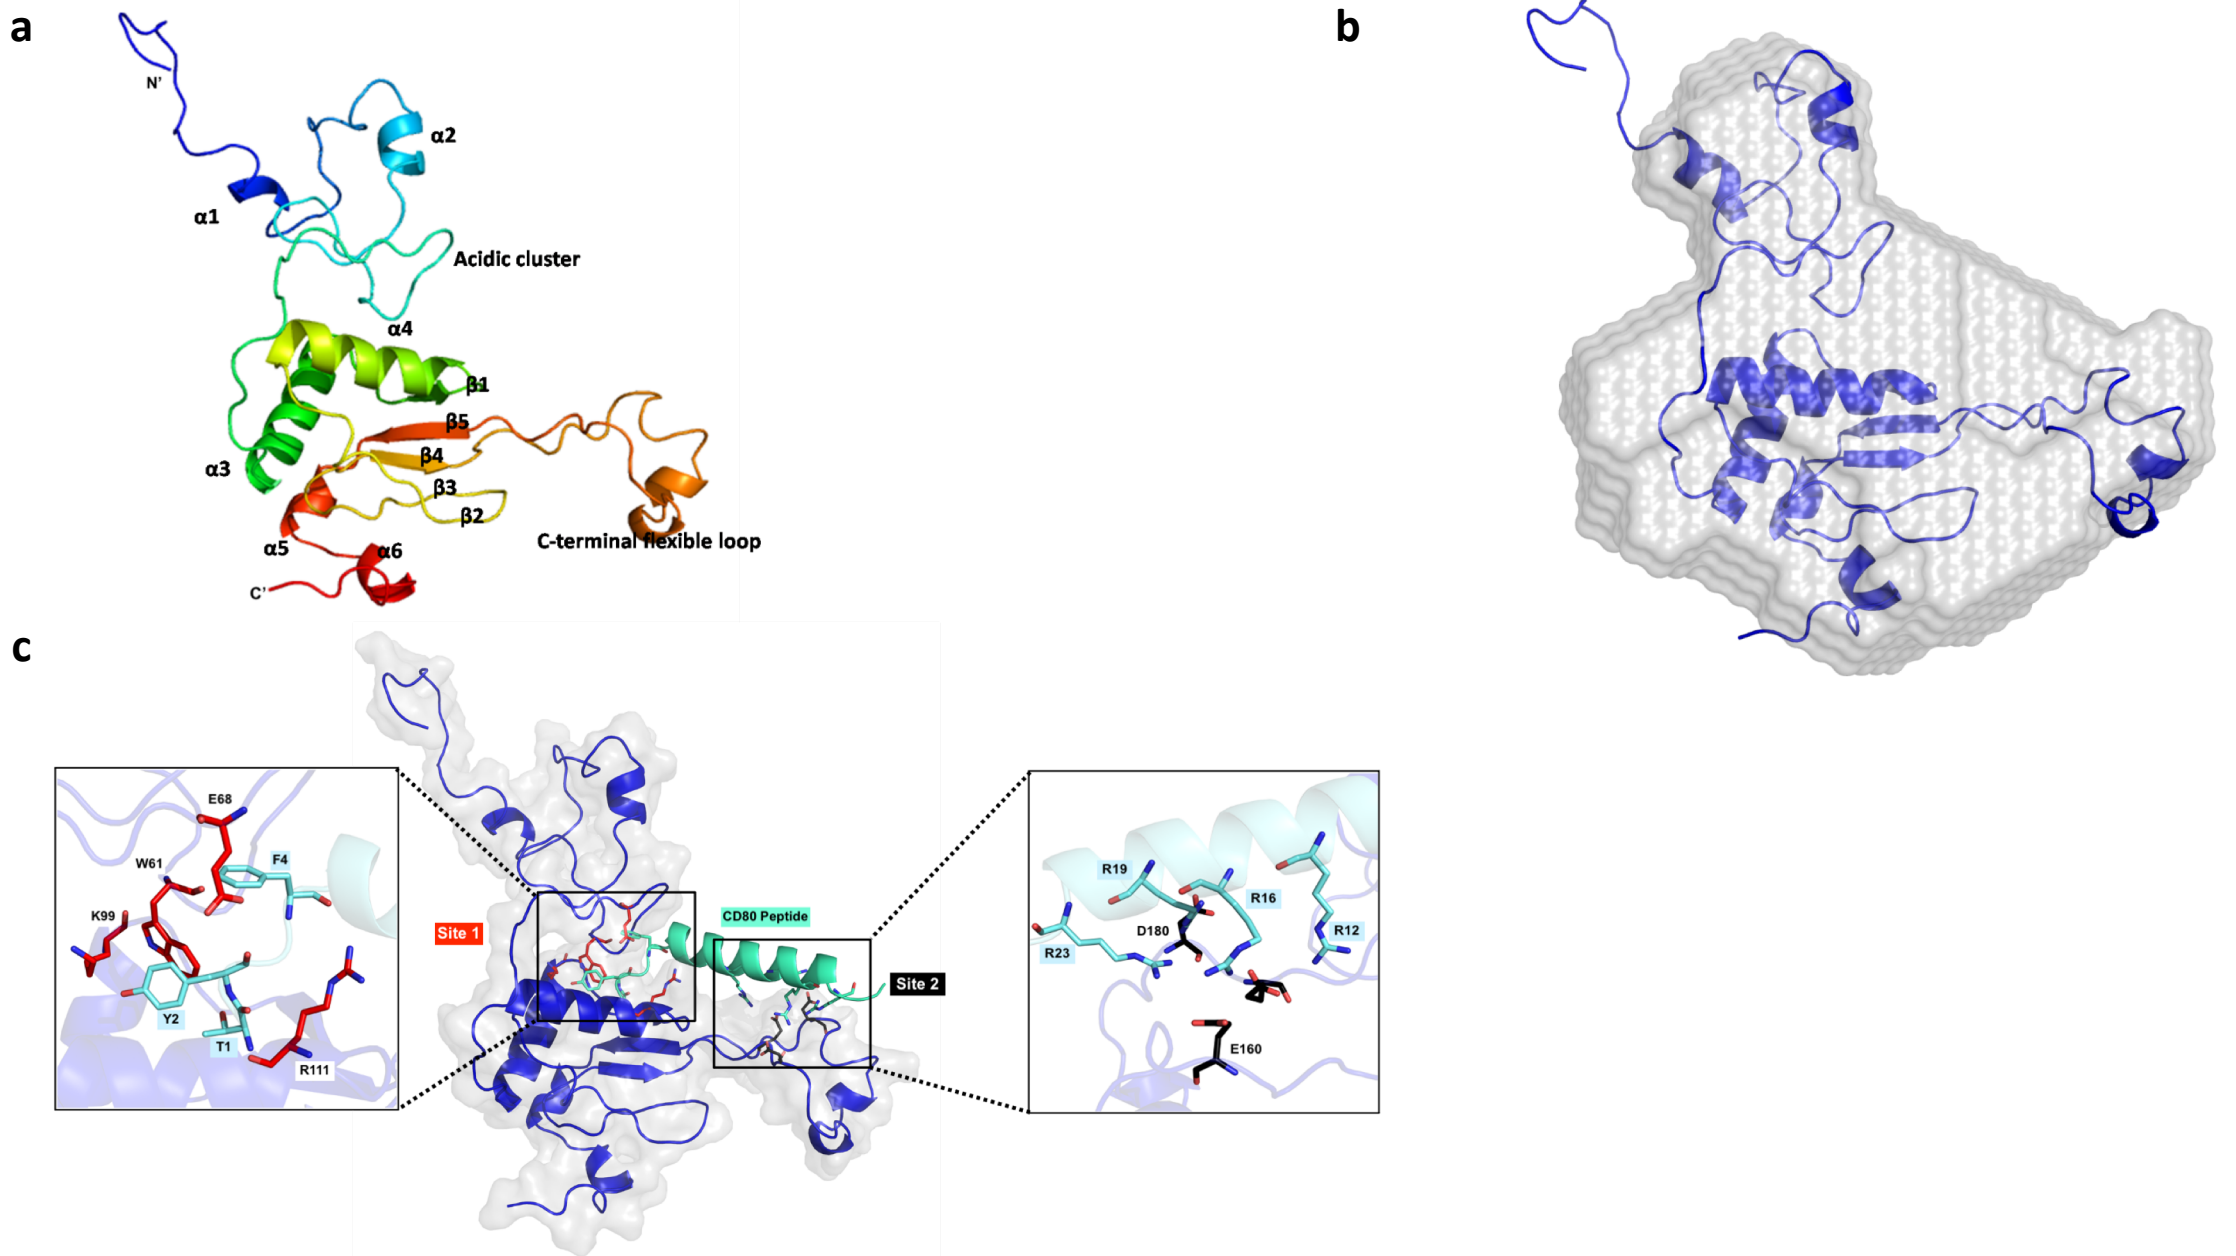 a
N'
α2
α1
Acidic cluster
α4
β1
β5
β4
α3
β3
β2
α5
α6
C-terminal flexible loop
C'
b
c
E68
W61
F4
K99
Y2
T1
R111
Site 1
CD80 Peptide
Site 2
R19
R16
D180
R12
R23
E160